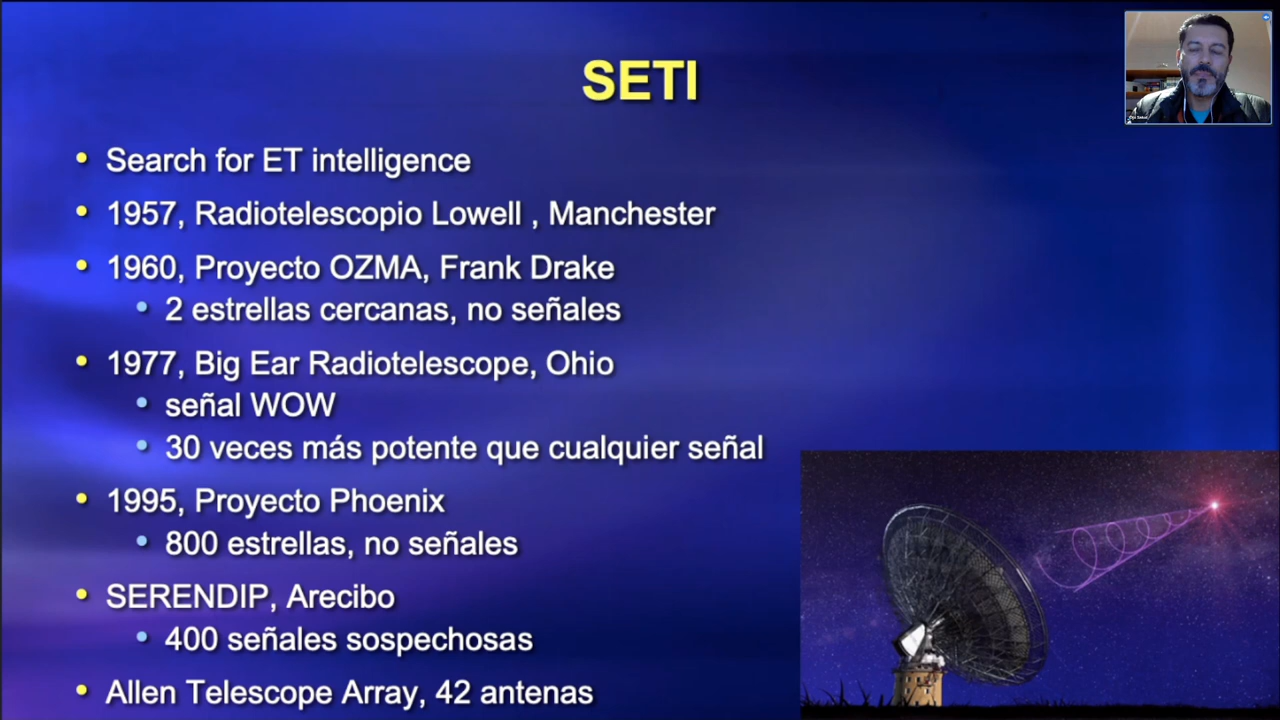 SETI
Search for ET intelligence
1957, Radiotelescopio Lowell , Manchester
1960, Proyecto OZMA, Frank Drake
2 estrellas cercanas, no señales
1977, Big Ear Radiotelescope, Ohio
señal WOW
30 veces más potente que cualquier señal
1995, Proyecto Phoenix
800 estrellas, no señales
SERENDIP, Arecibo
400 señales sospechosas
Allen Telescope Array, 42 antenas